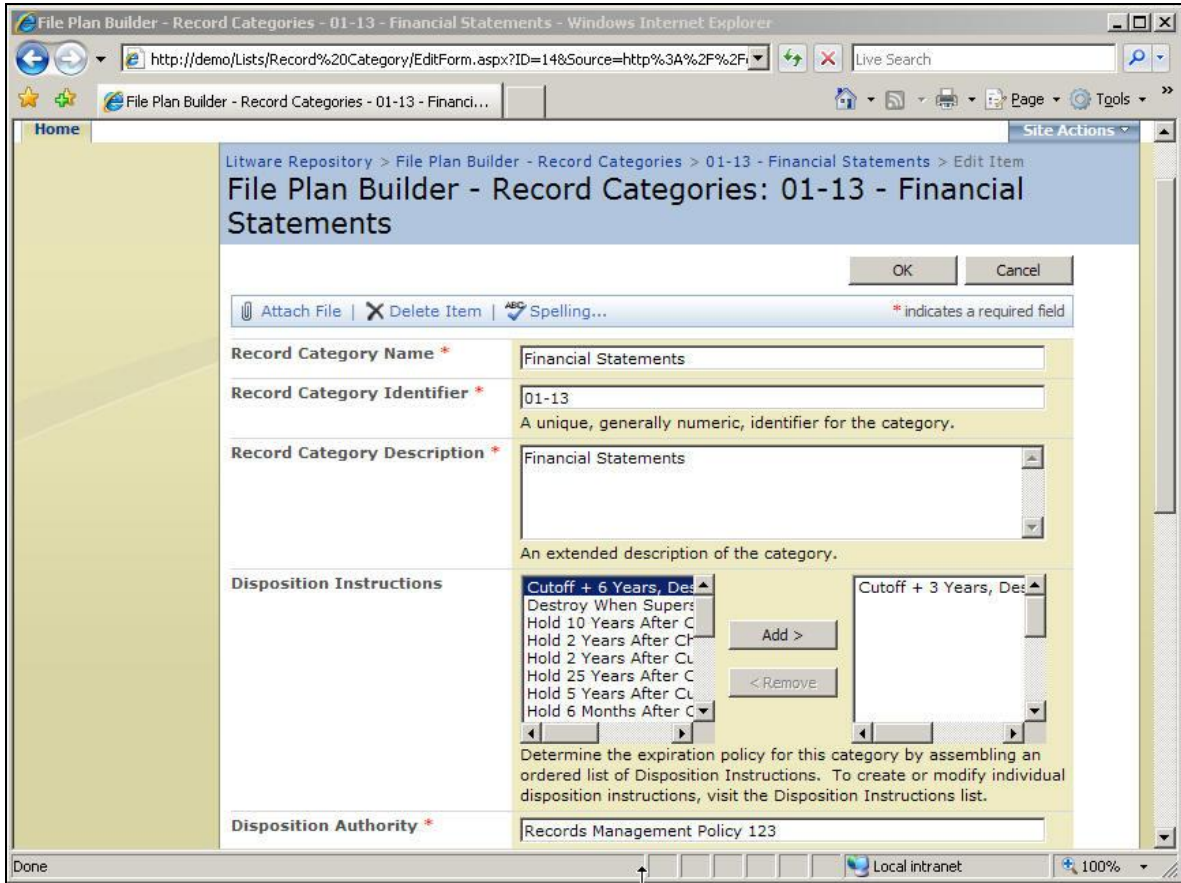 File Plan Builder - Record Categories - 01-13 - Financial Statements - Windows Internet Explorer
http://demo/Lists/Record%20Category/EditForm.aspx?ID=14&Source=http%3A%2F%2F
Live Search
File Plan Builder - Record Categories - 01-13 - Financi...
Page
Tools
Home
Site Actions
Litware Repository > File Plan Builder - Record Categories > 01-13 - Financial Statements > Edit Item
File Plan Builder - Record Categories: 01-13 - Financial
Statements
OK
Cancel
Attach File | Delete Item | ABC Spelling...
* indicates a required field
Record Category Name *
Financial Statements
Record Category Identifier *
01-13
A unique, generally numeric, identifier for the category.
Record Category Description *
Financial Statements
An extended description of the category.
Disposition Instructions
Cutoff + 6 Years, Des
Destroy When Supers
Hold 10 Years After C
Hold 2 Years After Ch
Hold 2 Years After Cu
Hold 25 Years After C
Hold 5 Years After Cu
Hold 6 Months After C
Add >
< Remove
Cutoff + 3 Years, Des
Determine the expiration policy for this category by assembling an
ordered list of Disposition Instructions. To create or modify individual
disposition instructions, visit the Disposition Instructions list.
Disposition Authority *
Records Management Policy 123
Done
Local intranet
100%